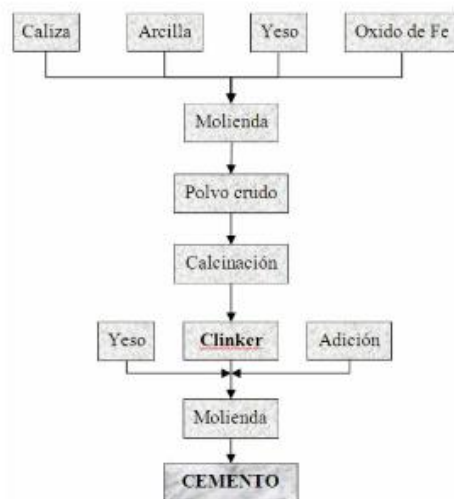 Caliza
Arcilla
Yeso
Oxido de Fe
Molienda
Polvo crudo
Calcinación
Yeso
Clinker
Adición
Molienda
CEMENTO